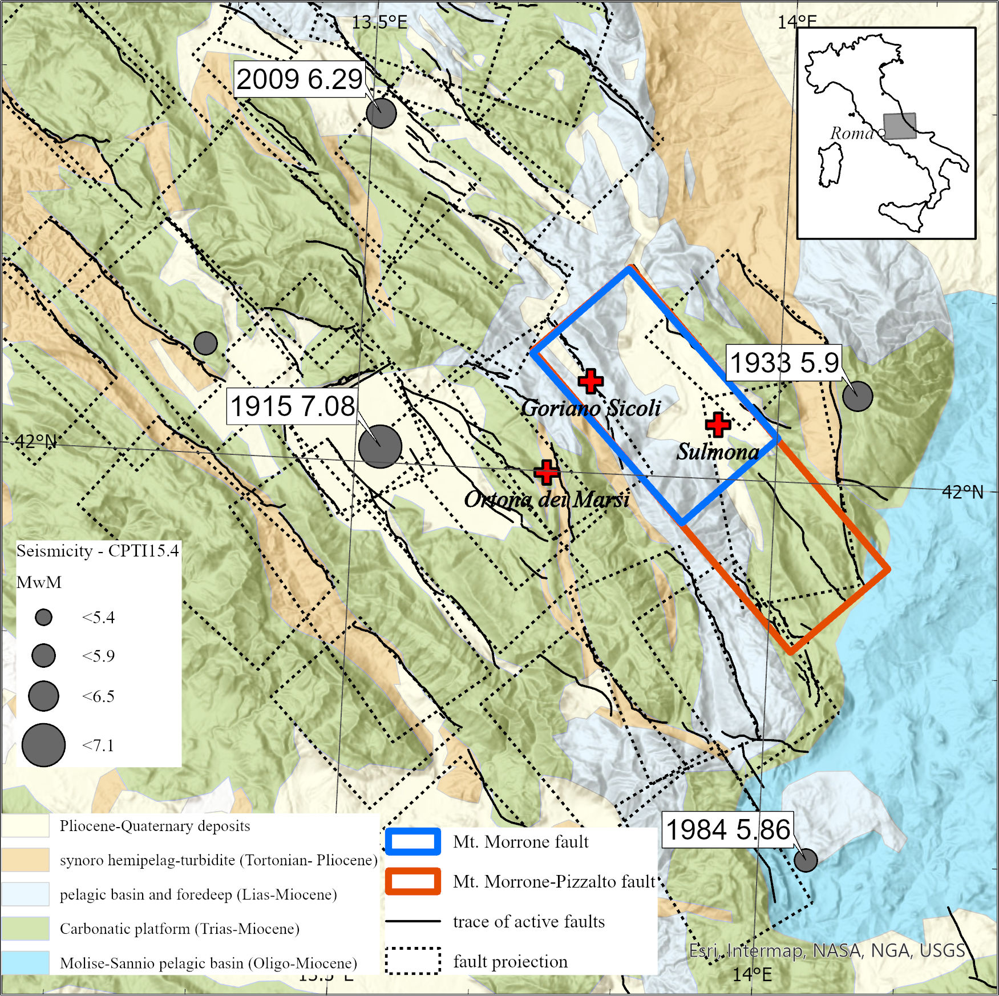 13.5°E
14°E
2009 6.29
Roma
1933 5.9
Goriano Sicoli
1915 7.08
42°N
Sulmona
42°N
Ortona dei Marsi
Seismicity - CPTI15.4
MwM
<5.4
<5.9
<6.5
<7.1
1984 5.86
Pliocene-Quaternary deposits
synoro hemipelag-turbidite (Tortonian- Pliocene)
pelagic basin and foredeep (Lias-Miocene)
Carbonatic platform (Trias-Miocene)
Molise-Sannio pelagic basin (Oligo-Miocene)
Mt. Morrone fault
Mt. Morrone-Pizzalto fault
trace of active faults
fault proiection
Esri, Intermap, NASA, NGA, USGS
13.5°E
14°E